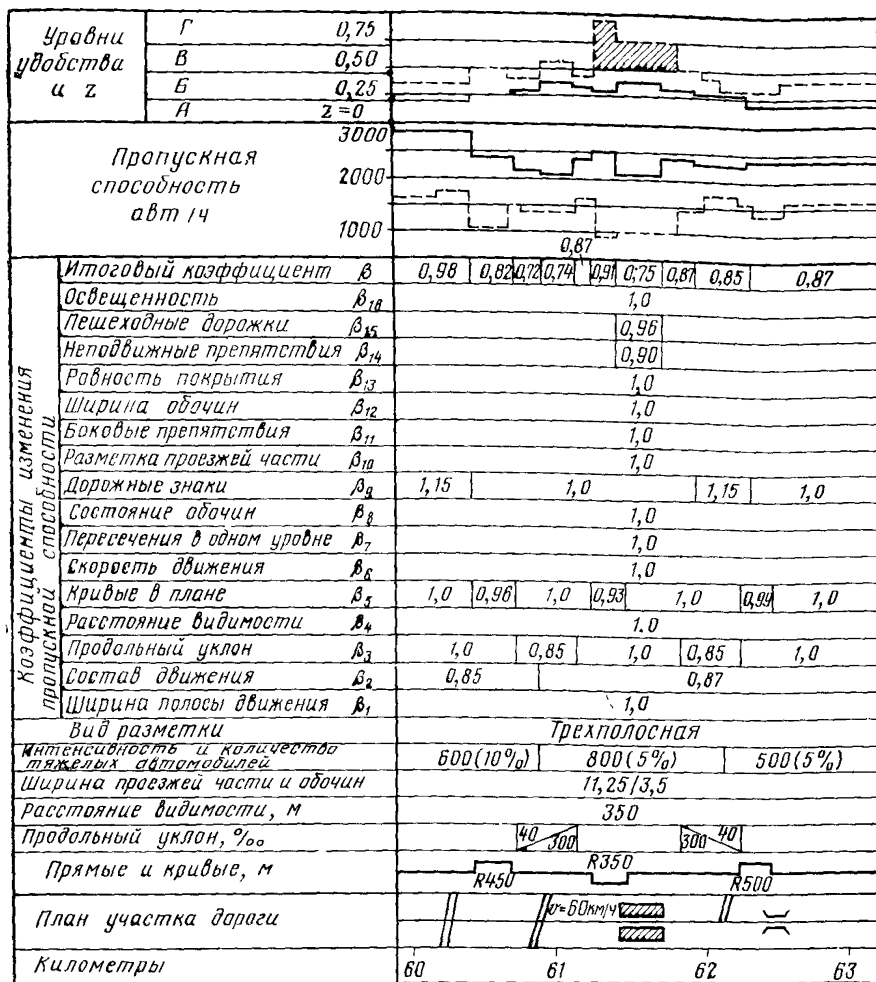 Уровни удобства и z
Г 0,75
В 0,50
Б 0,25
А z=0
Пропускная способность авт/ч
3000
2000
1000
0,87
Коэффициенты изменения пропускной способности
Итоговый коэффициент β 0,98 0,82 0,72 0,74 0,91 0,75 0,87 0,85 0,87
Освещенность β₁₆ 1,0
Пешеходные дорожки β₁₅ 0,96
Неподвижные препятствия β₁₄ 0,90
Ровность покрытия β₁₃ 1,0
Ширина обочин β₁₂ 1,0
Боковые препятствия β₁₁ 1,0
Разметка проезжей части β₁₀ 1,0
Дорожные знаки β₉ 1,15 1,0 1,15 1,0
Состояние обочин β₈ 1,0
Пересечения в одном уровне β₇ 1,0
Скорость движения β₆ 1,0
Кривые в плане β₅ 1,0 0,96 1,0 0,93 1,0 0,99 1,0
Расстояние видимости β₄ 1.0
Продольный уклон β₃ 1,0 0,85 1,0 0,85 1,0
Состав движения β₂ 0,85 0,87
Ширина полосы движения β₁ 1,0
Вид разметки Трехполосная
Интенсивность и количество тяжелых автомобилей 600(10%) 800(5%) 500(5%)
Ширина проезжей части и обочин 11,25/3,5
Расстояние видимости, м 350
Продольный уклон, ‰ 40 300 300 40
Прямые и кривые, м R450 R350 R500
План участка дороги v=60км/ч
Километры 60 61 62 63